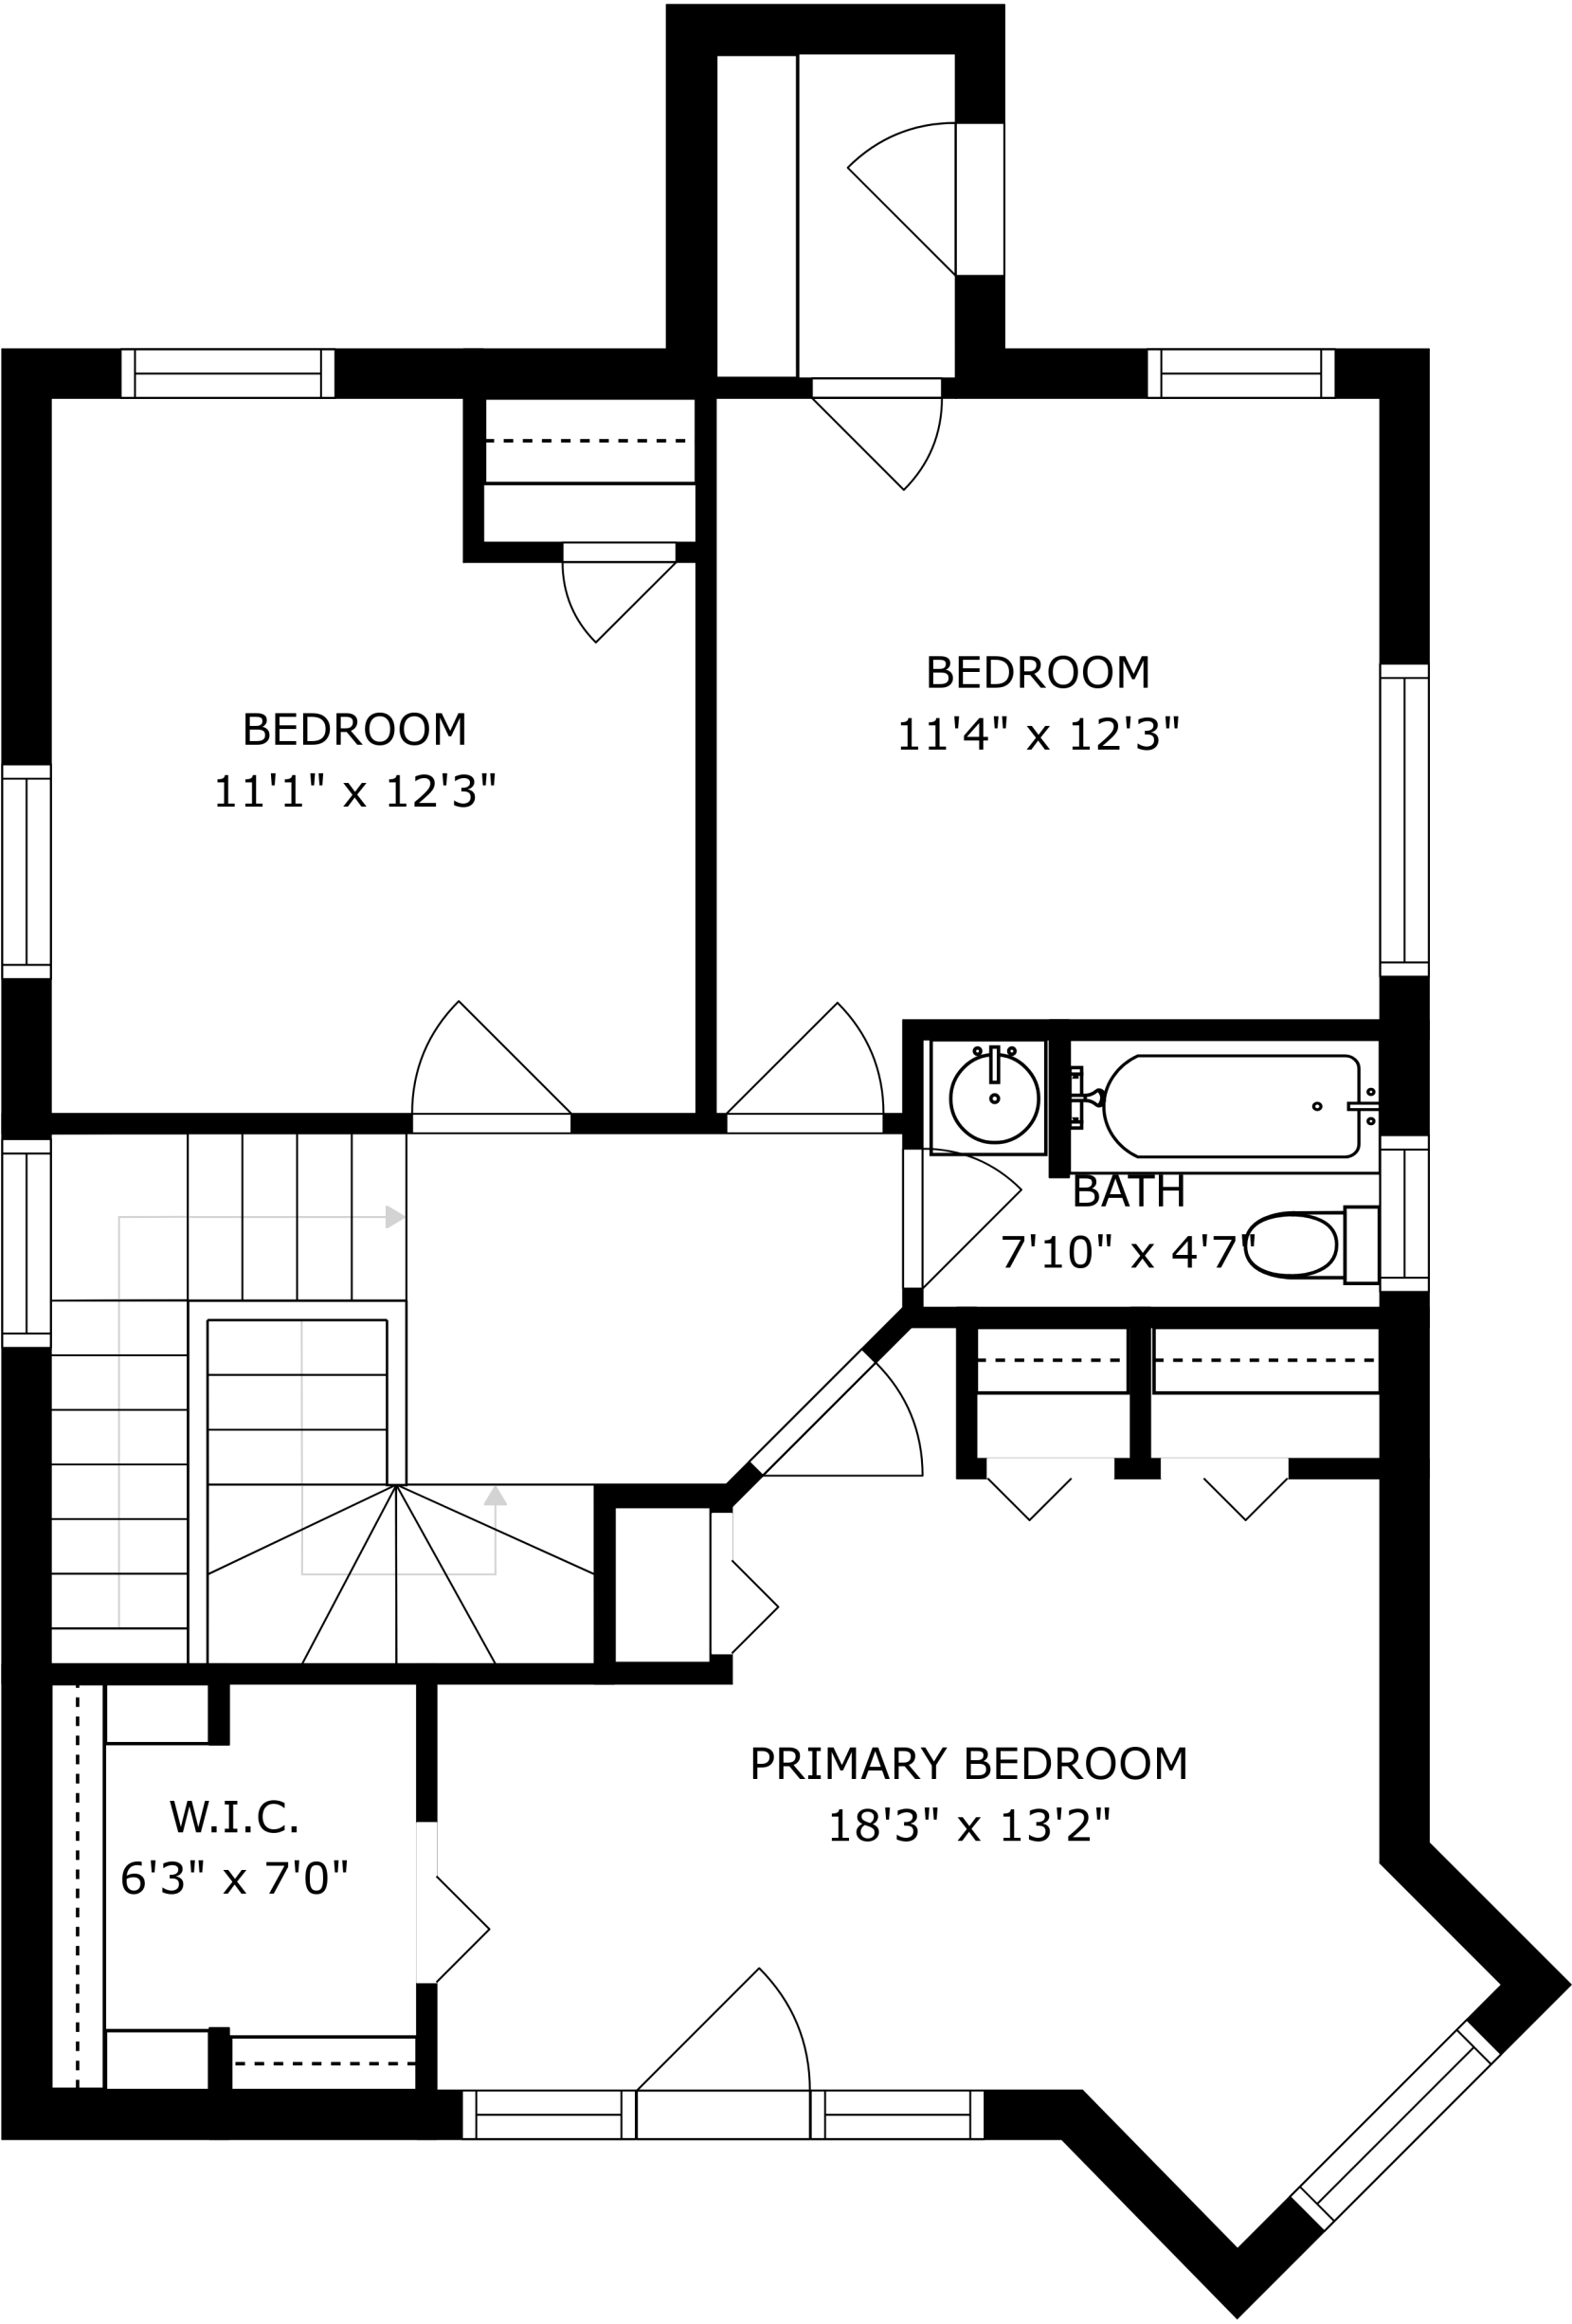 BEDROOM
11'4" x 12'3"
BEDROOM
11'1" x 12'3"
BATH
7'10" x 4'7"
PRIMARY BEDROOM
18'3" x 13'2"
W.I.C.
6'3" x 7'0"